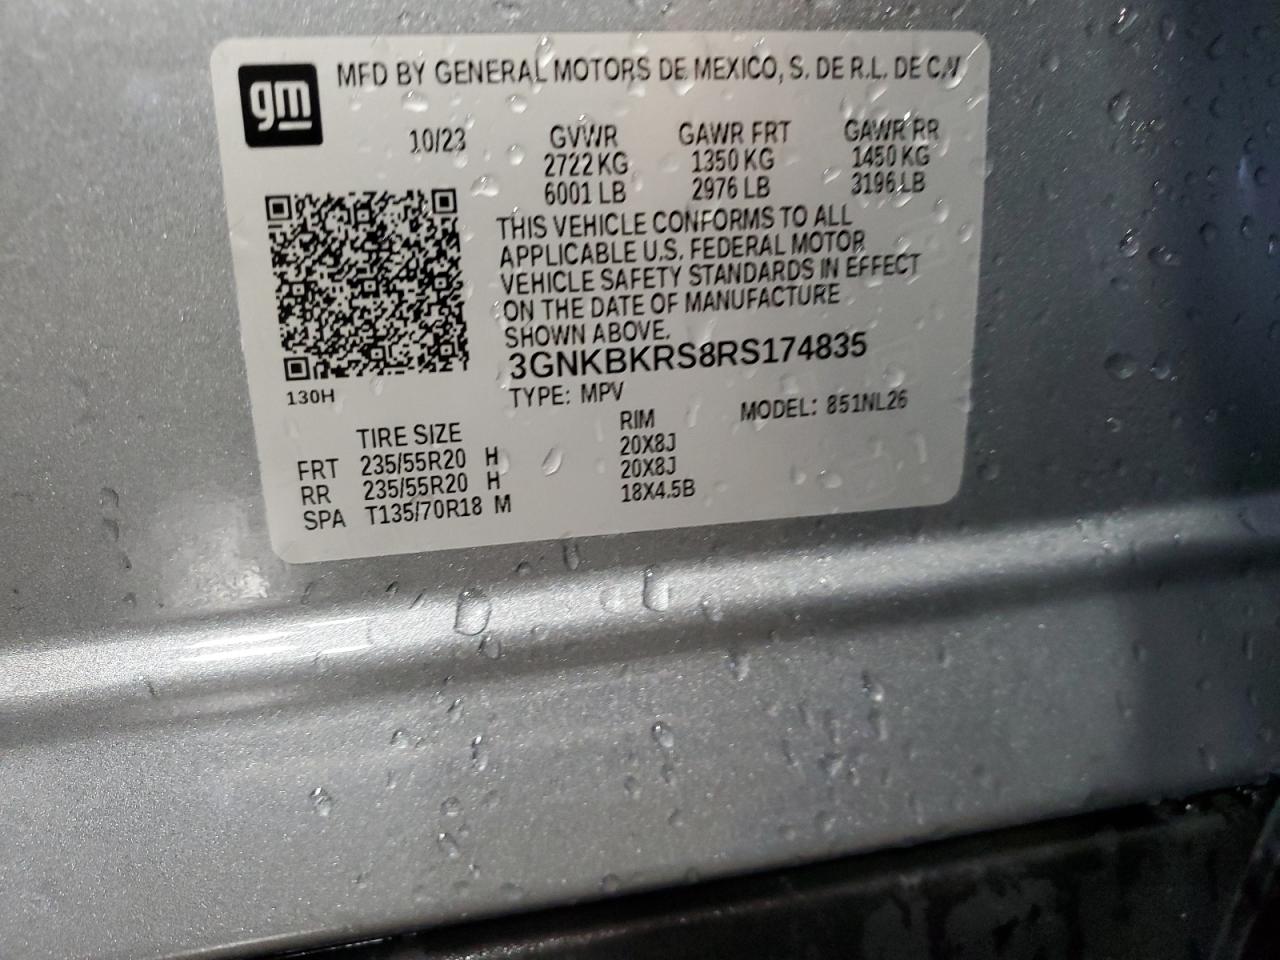 gm
MFD BY GENERAL MOTORS DE MEXICO, S. DE R.L. DE C.V.
10/23 GVWR GAWR FRT GAWR RR
2722 KG 1350 KG 1450 KG
6001 LB 2976 LB 3196 LB
THIS VEHICLE CONFORMS TO ALL
APPLICABLE U.S. FEDERAL MOTOR
VEHICLE SAFETY STANDARDS IN EFFECT
ON THE DATE OF MANUFACTURE
SHOWN ABOVE.
3GNKBKRS8RS174835
130H
TYPE: MPV MODEL: 851NL26
TIRE SIZE RIM
FRT 235/55R20 H 20X8J
RR 235/55R20 H 20X8J
SPA T135/70R18 M 18X4.5B